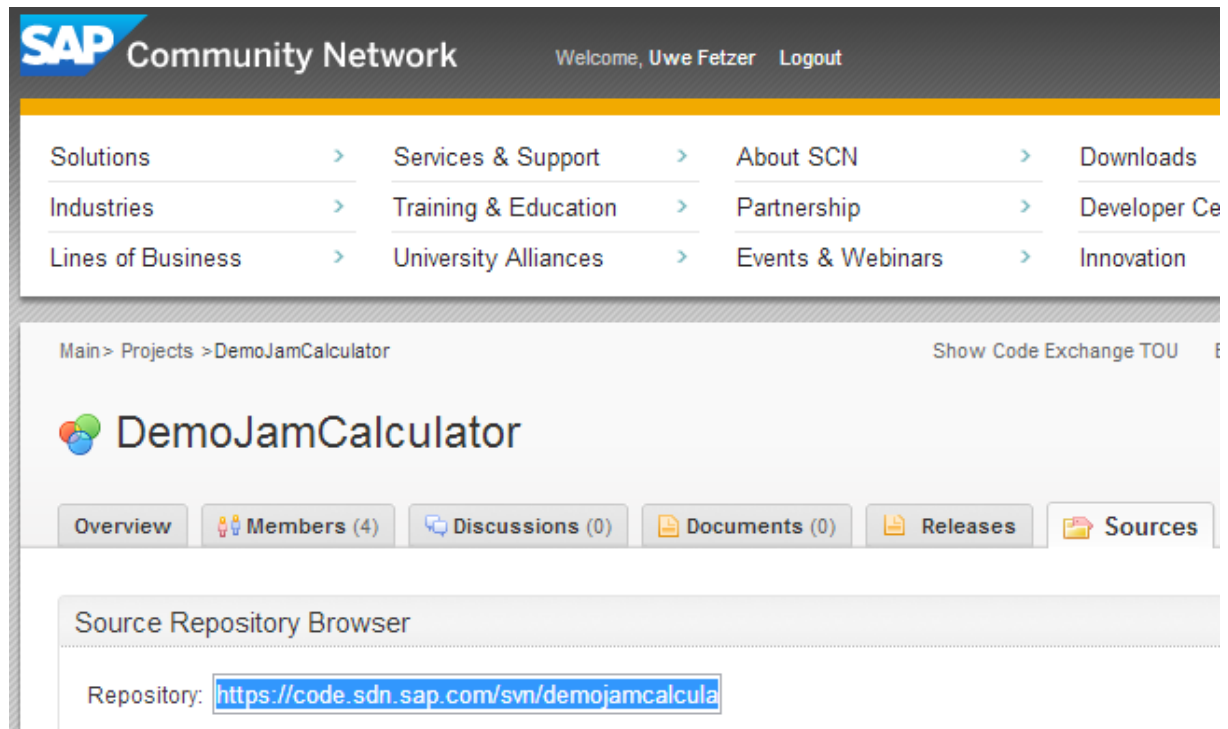 SAP Community Network Welcome, Uwe Fetzer Logout
Solutions > Services & Support > About SCN > Downloads
Industries > Training & Education > Partnership > Developer Ce
Lines of Business > University Alliances > Events & Webinars > Innovation
Main> Projects >DemoJamCalculator Show Code Exchange TOU
DemoJamCalculator
Overview Members (4) Discussions (0) Documents (0) Releases Sources
Source Repository Browser
Repository: https://code.sdn.sap.com/svn/demojamcalcula